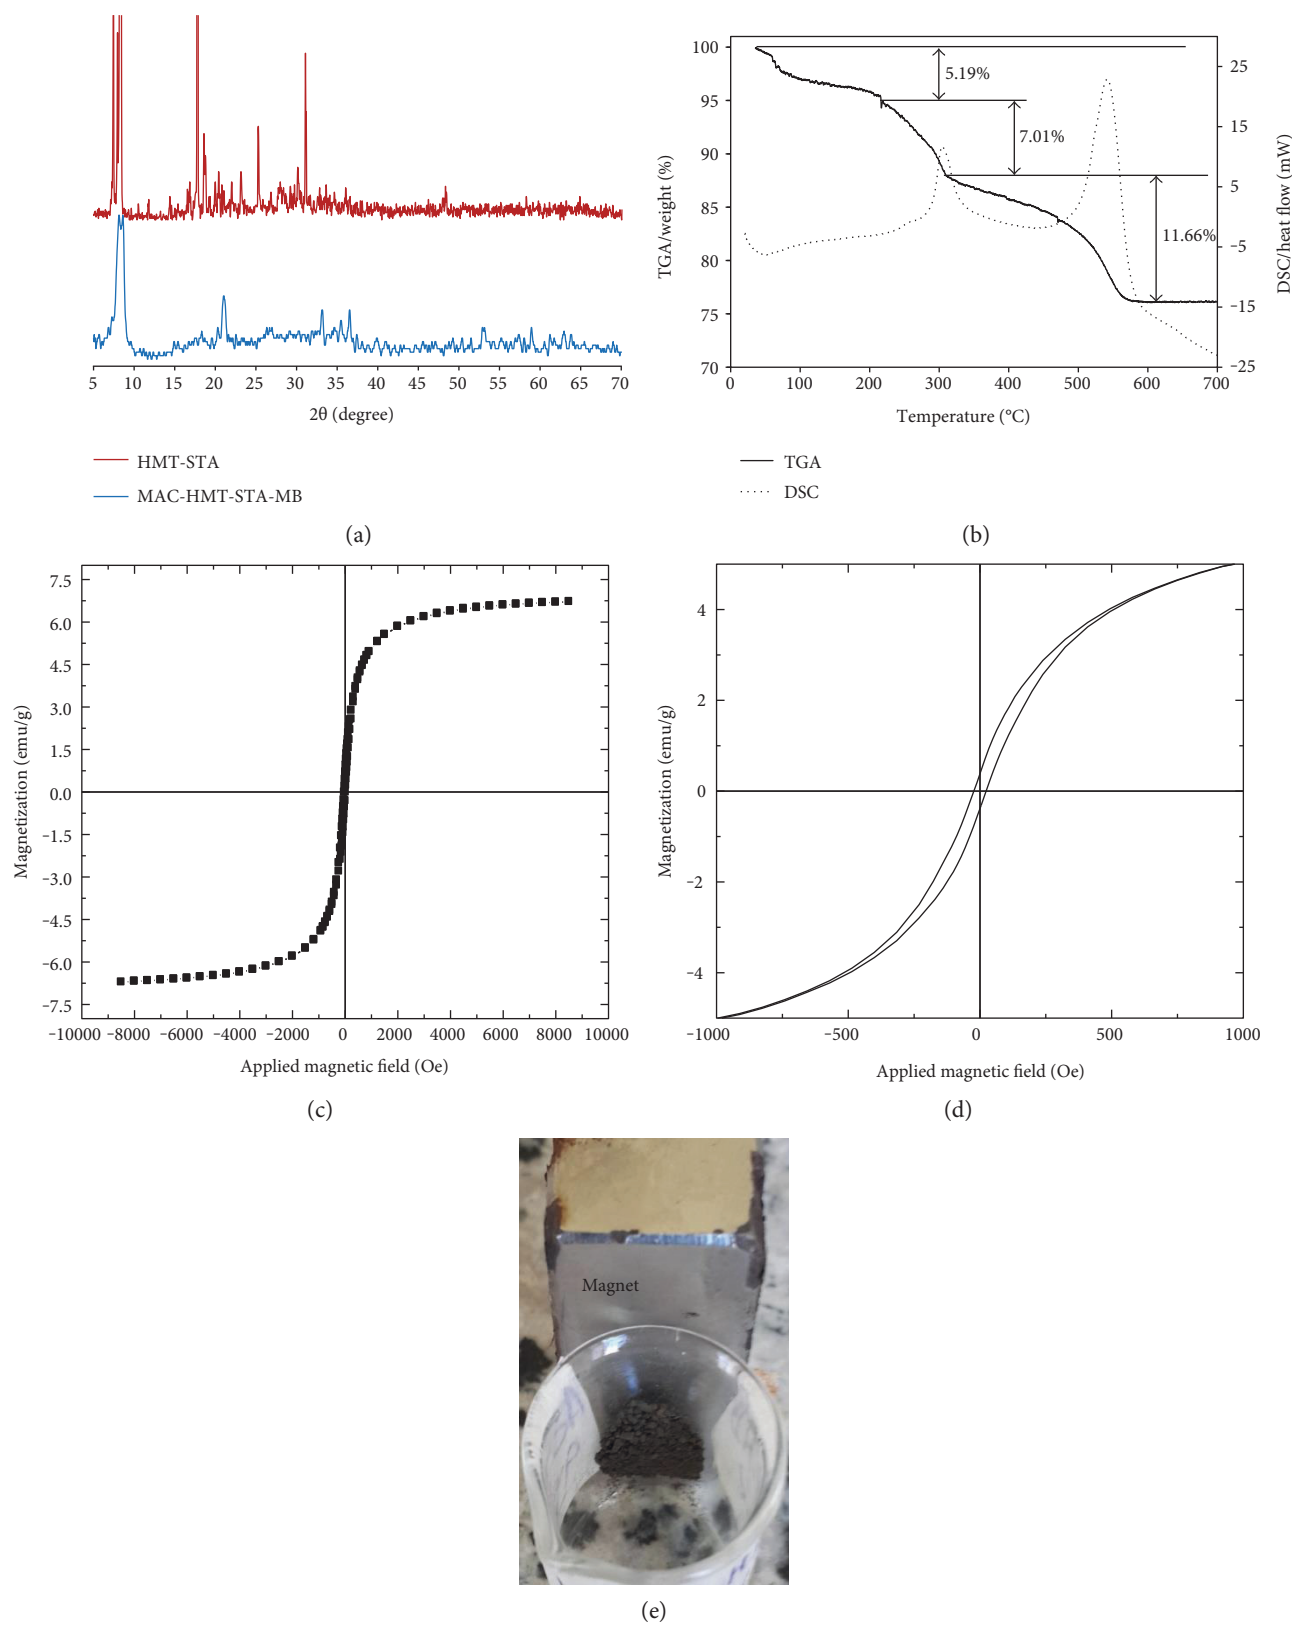 5 10 15 20 25 30 35 40 45 50 55 60 65 70
2θ (degree)
HMT-STA
MAC-HMT-STA-MB
(a)
TGA/weight (%)
100
95
90
85
80
75
70
5.19%
7.01%
11.66%
25
15
5
-5
-15
-25
DSC/heat flow (mW)
0 100 200 300 400 500 600 700
Temperature (°C)
TGA
DSC
(b)
Magnetization (emu/g)
7.5
6.0
4.5
3.0
1.5
0.0
-1.5
-3.0
-4.5
-6.0
-7.5
-10000 -8000 -6000 -4000 -2000 0 2000 4000 6000 8000 10000
Applied magnetic field (Oe)
(c)
Magnetization (emu/g)
4
2
0
-2
-4
-1000 -500 0 500 1000
Applied magnetic field (Oe)
(d)
Magnet
(e)